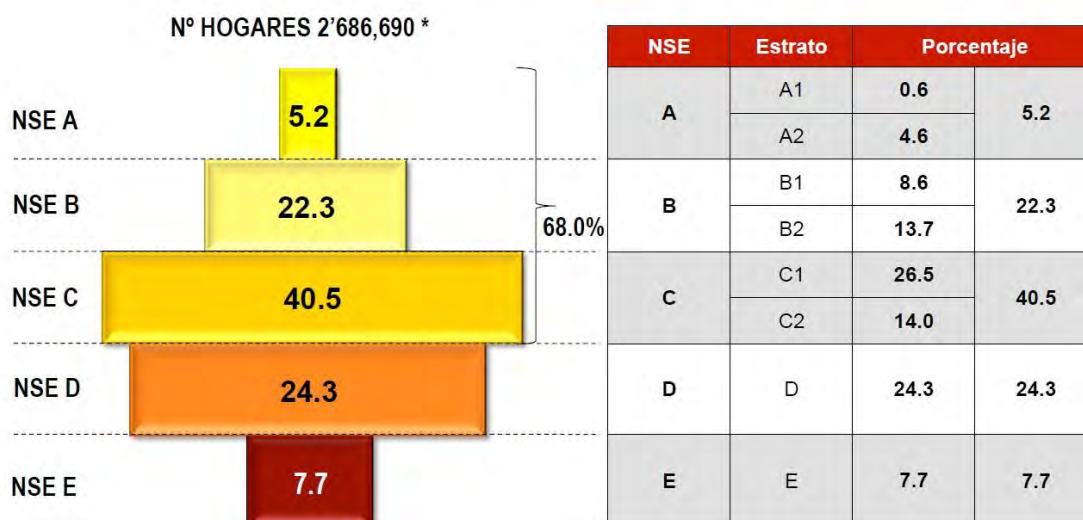 Nº HOGARES 2’686,690 *
NSE A
5.2
NSE B
22.3
68.0%
NSE C
40.5
NSE D
24.3
NSE E
7.7
NSE Estrato Porcentaje
A A1 0.6 5.2
A2 4.6
B B1 8.6 22.3
B2 13.7
C C1 26.5 40.5
C2 14.0
D D 24.3 24.3
E E 7.7 7.7